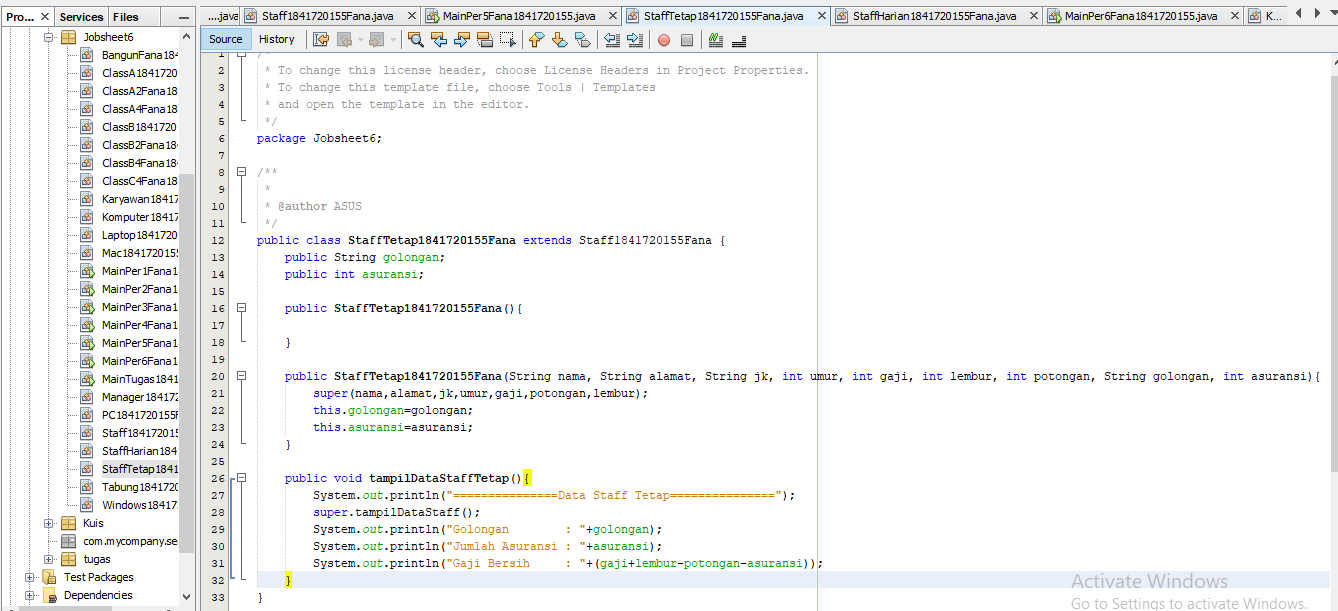 Pro...
Services
Files
....java
Staff1841720155Fana.java
MainPer5Fana1841720155.java
StaffTetap1841720155Fana.java
StaffHarian1841720155Fana.java
MainPer6Fana1841720155.java
K...
Source
History
Jobsheet6
BangunFana184
ClassA1841720
ClassA2Fana18
ClassA4Fana18
ClassB1841720
ClassB2Fana18
ClassB4Fana18
ClassC4Fana18
Karyawan18417
Komputer18417
Laptop1841720
Mac184172015
MainPer1Fana1
MainPer2Fana1
MainPer3Fana1
MainPer4Fana1
MainPer5Fana1
MainPer6Fana1
MainTugas1841
Manager184172
PC1841720155F
Staff18417201
StaffHarian184
StaffTetap1841
Tabung184172
Windows18417
Kuis
com.mycompany.se
tugas
Test Packages
Dependencies
1 /*
2 * To change this license header, choose License Headers in Project Properties.
3 * To change this template file, choose Tools | Templates
4 * and open the template in the editor.
5 */
6 package Jobsheet6;
7
8 /**
9 *
10 * @author ASUS
11 */
12 public class StaffTetap1841720155Fana extends Staff1841720155Fana {
13 public String golongan;
14 public int asuransi;
15
16 public StaffTetap1841720155Fana(){
17
18 }
19
20 public StaffTetap1841720155Fana(String nama, String alamat, String jk, int umur, int gaji, int lembur, int potongan, String golongan, int asuransi){
21 super(nama,alamat,jk,umur,gaji,potongan,lembur);
22 this.golongan=golongan;
23 this.asuransi=asuransi;
24 }
25
26 public void tampilDataStaffTetap(){
27 System.out.println("===============Data Staff Tetap===============");
28 super.tampilDataStaff();
29 System.out.println("Golongan        : "+golongan);
30 System.out.println("Jumlah Asuransi : "+asuransi);
31 System.out.println("Gaji Bersih     : "+(gaji+lembur-potongan-asuransi));
32 }
33 }
Activate Windows
Go to Settings to activate Windows.